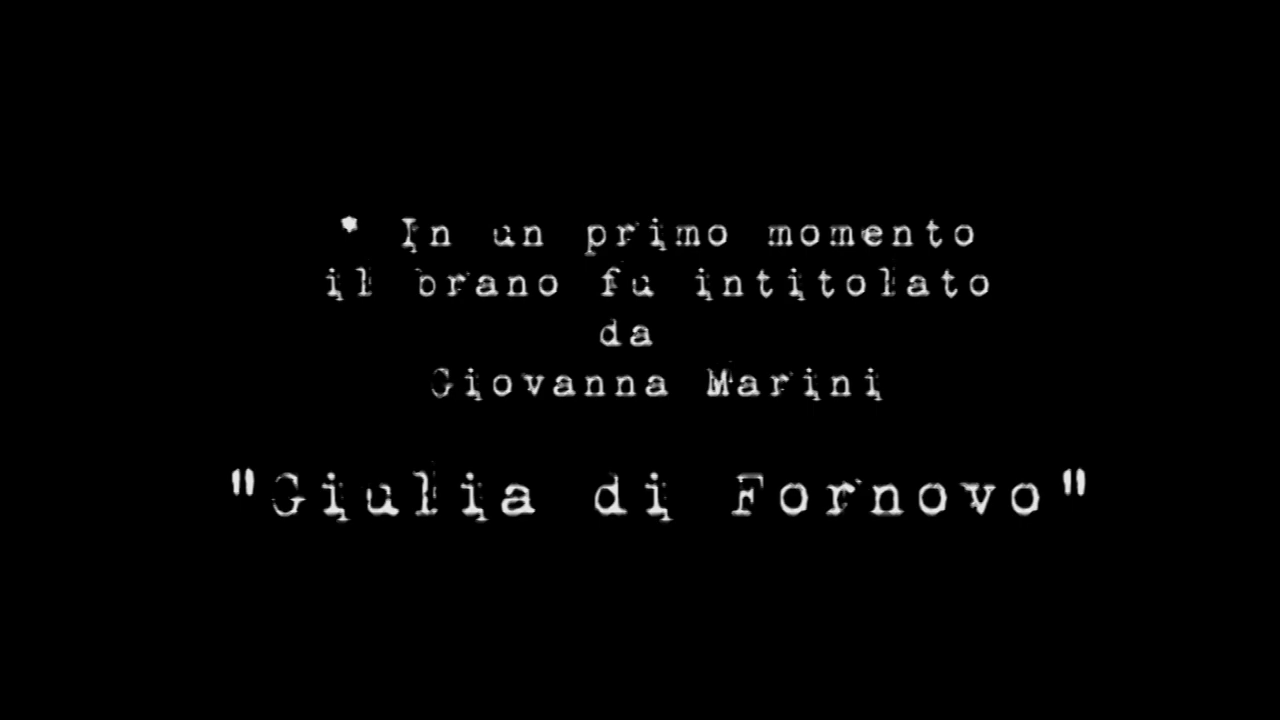 * In un primo momento
il brano fu intitolato
da
Giovanna Marini
"Giulia di Fornovo"